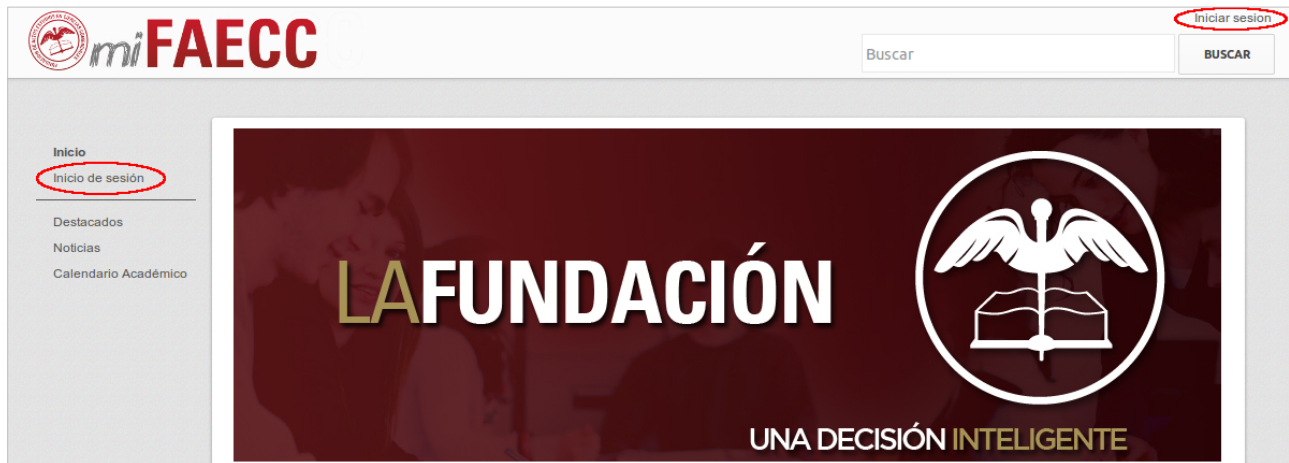 Iniciar sesion
miFAECC
Buscar
BUSCAR
Inicio
Inicio de sesión
Destacados
Noticias
Calendario Académico
LAFUNDACIÓN
UNA DECISIÓN INTELIGENTE